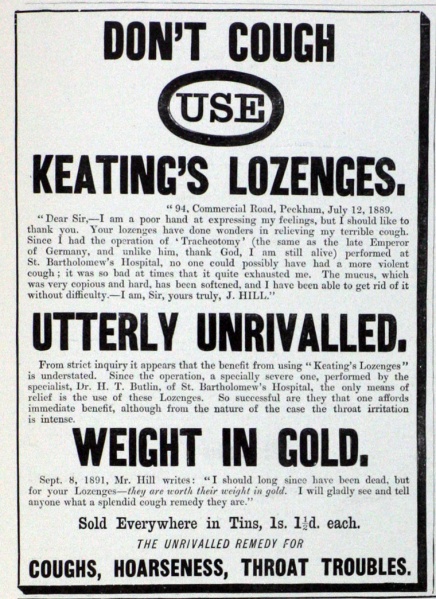 DON'T COUGH
USE
KEATING'S LOZENGES.
"94, Commercial Road, Peckham, July 12, 1889.
"Dear Sir,—I am a poor hand at expressing my feelings, but I should like to
thank you. Your lozenges have done wonders in relieving my terrible cough.
Since I had the operation of 'Tracheotomy' (the same as the late Emperor
of Germany, and unlike him, thank God, I am still alive) performed at
St. Bartholomew's Hospital, no one could possibly have had a more violent
cough; it was so bad at times that it quite exhausted me. The mucus, which
was very copious and hard, has been softened, and I have been able to get rid of it
without difficulty.—I am, Sir, yours truly, J. HILL."
UTTERLY UNRIVALLED.
From strict inquiry it appears that the benefit from using "Keating's Lozenges"
is understated. Since the operation, a specially severe one, performed by the
specialist, Dr. H. T. Butlin, of St. Bartholomew's Hospital, the only means of
relief is the use of these Lozenges. So successful are they that one affords
immediate benefit, although from the nature of the case the throat irritation
is intense.
WEIGHT IN GOLD.
Sept. 8, 1891, Mr. Hill writes: "I should long since have been dead, but
for your Lozenges—they are worth their weight in gold. I will gladly see and tell
anyone what a splendid cough remedy they are."
Sold Everywhere in Tins, 1s. 1½d. each.
THE UNRIVALLED REMEDY FOR
COUGHS, HOARSENESS, THROAT TROUBLES.